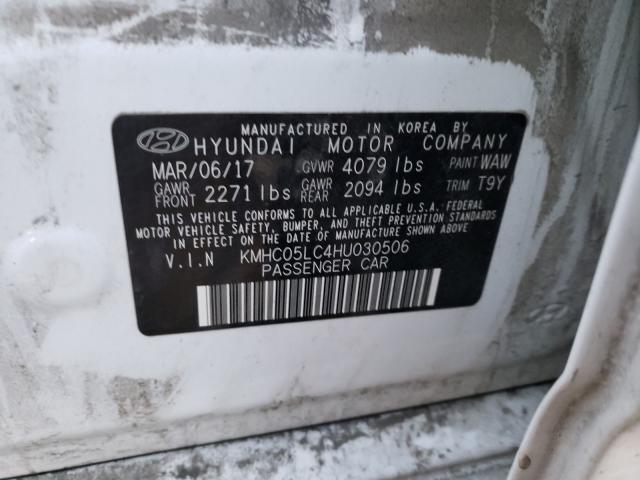 MANUFACTURED IN KOREA BY
HYUNDAI MOTOR COMPANY
MAR/06/17 GVWR 4079 lbs PAINT WAW
GAWR FRONT 2271 lbs GAWR REAR 2094 lbs TRIM T9Y
THIS VEHICLE CONFORMS TO ALL APPLICABLE U.S.A. FEDERAL
MOTOR VEHICLE SAFETY, BUMPER, AND THEFT PREVENTION
STANDARDS IN EFFECT ON THE DATE OF MANUFACTURE SHOWN ABOVE.
V.I.N KMHC05LC4HU030506
PASSENGER CAR